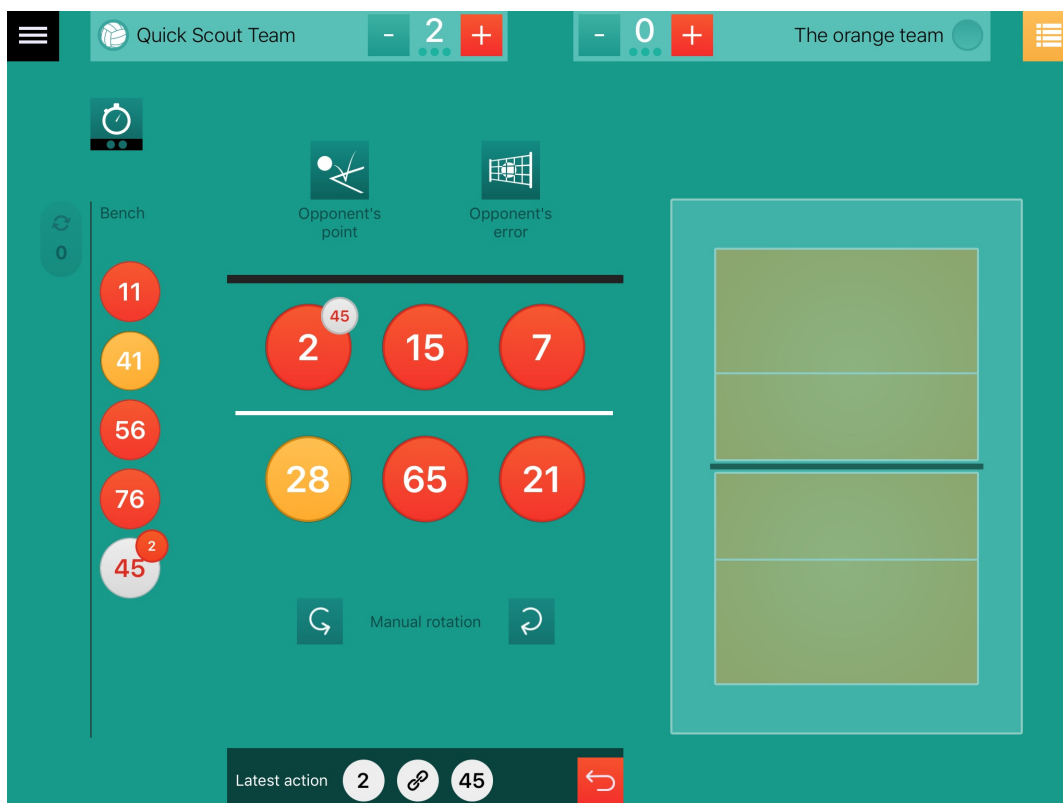 Quick Scout Team
- 2 +
- 0 +
The orange team
Opponent's
point
Opponent's
error
0
Bench
11
41
56
76
45 2
2 45
15
7
28
65
21
Manual rotation
Latest action 2 45